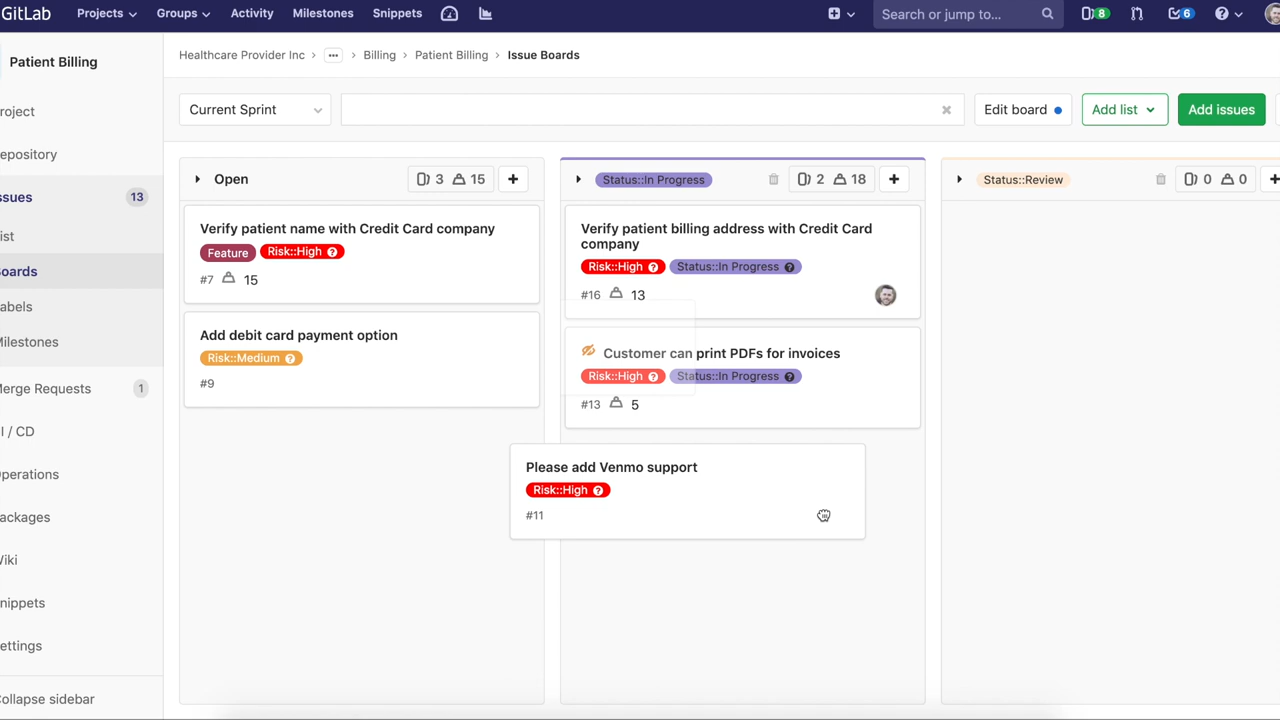 GitLab Projects Groups Activity Milestones Snippets Search or jump to... 8 6
Patient Billing
Healthcare Provider Inc > ... > Billing > Patient Billing > Issue Boards
roject
epository
ssues 13
ist
oards
abels
ilestones
erge Requests 1
I / CD
perations
ackages
iki
nippets
ettings
ollapse sidebar
Current Sprint Edit board Add list Add issues
Open 3 15
Verify patient name with Credit Card company
Feature Risk::High
#7 15
Add debit card payment option
Risk::Medium
#9
Status::In Progress 2 18
Verify patient billing address with Credit Card
company
Risk::High Status::In Progress
#16 13
Customer can print PDFs for invoices
Risk::High Status::In Progress
#13 5
Please add Venmo support
Risk::High
#11
Status::Review 0 0